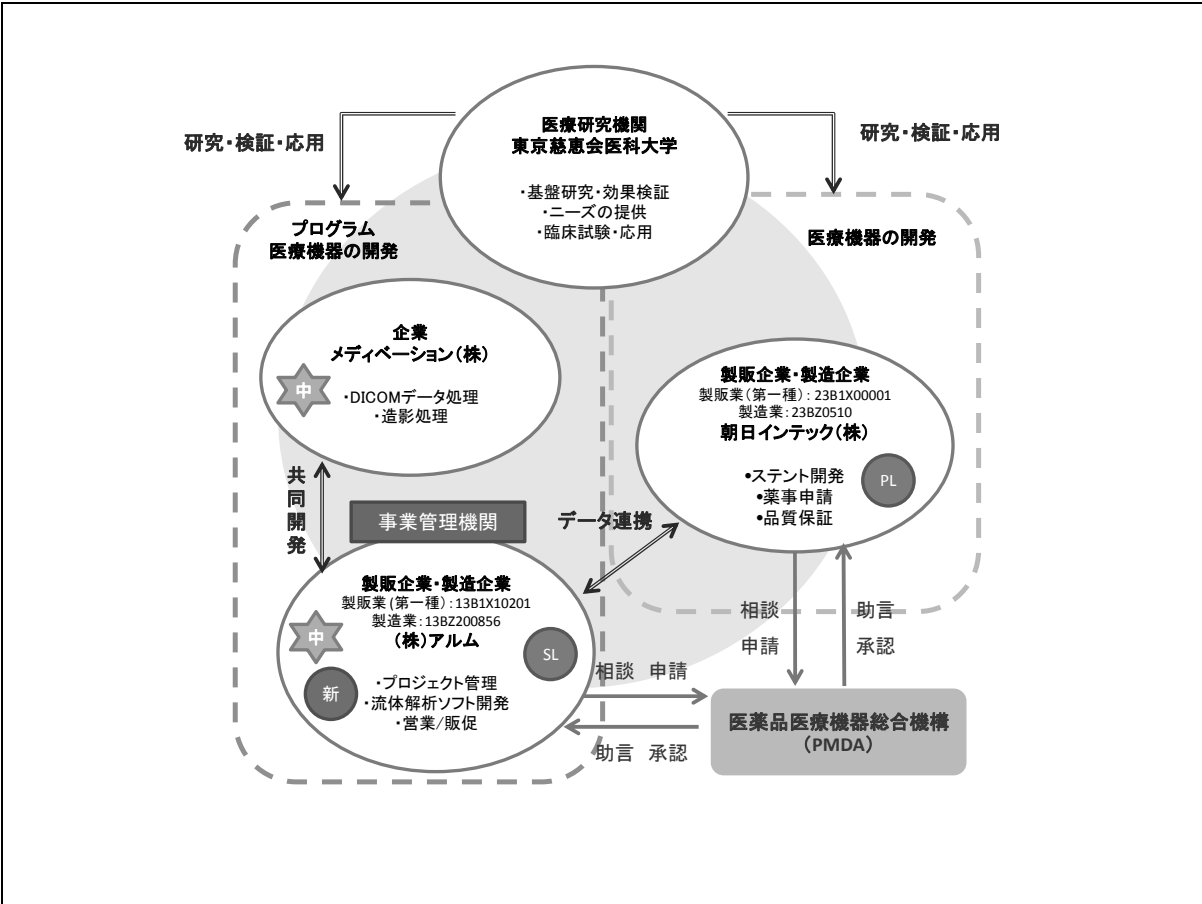 医療研究機関
東京慈恵会医科大学
・基盤研究・効果検証
・ニーズの提供
・臨床試験・応用
研究・検証・応用
研究・検証・応用
プログラム
医療機器の開発
医療機器の開発
企業
メディベーション（株）
中
・DICOMデータ処理
・造影処理
製販企業・製造企業
製販業（第一種）：23B1X00001
製造業：23BZ0510
朝日インテック（株）
•ステント開発
•薬事申請
•品質保証
PL
共同開発
事業管理機関
データ連携
製販企業・製造企業
製販業（第一種）：13B1X10201
製造業：13BZ200856
（株）アルム
中
SL
新
・プロジェクト管理
・流体解析ソフト開発
・営業/販促
相談　申請
助言　承認
相談
申請
助言
承認
医薬品医療機器総合機構
（PMDA）